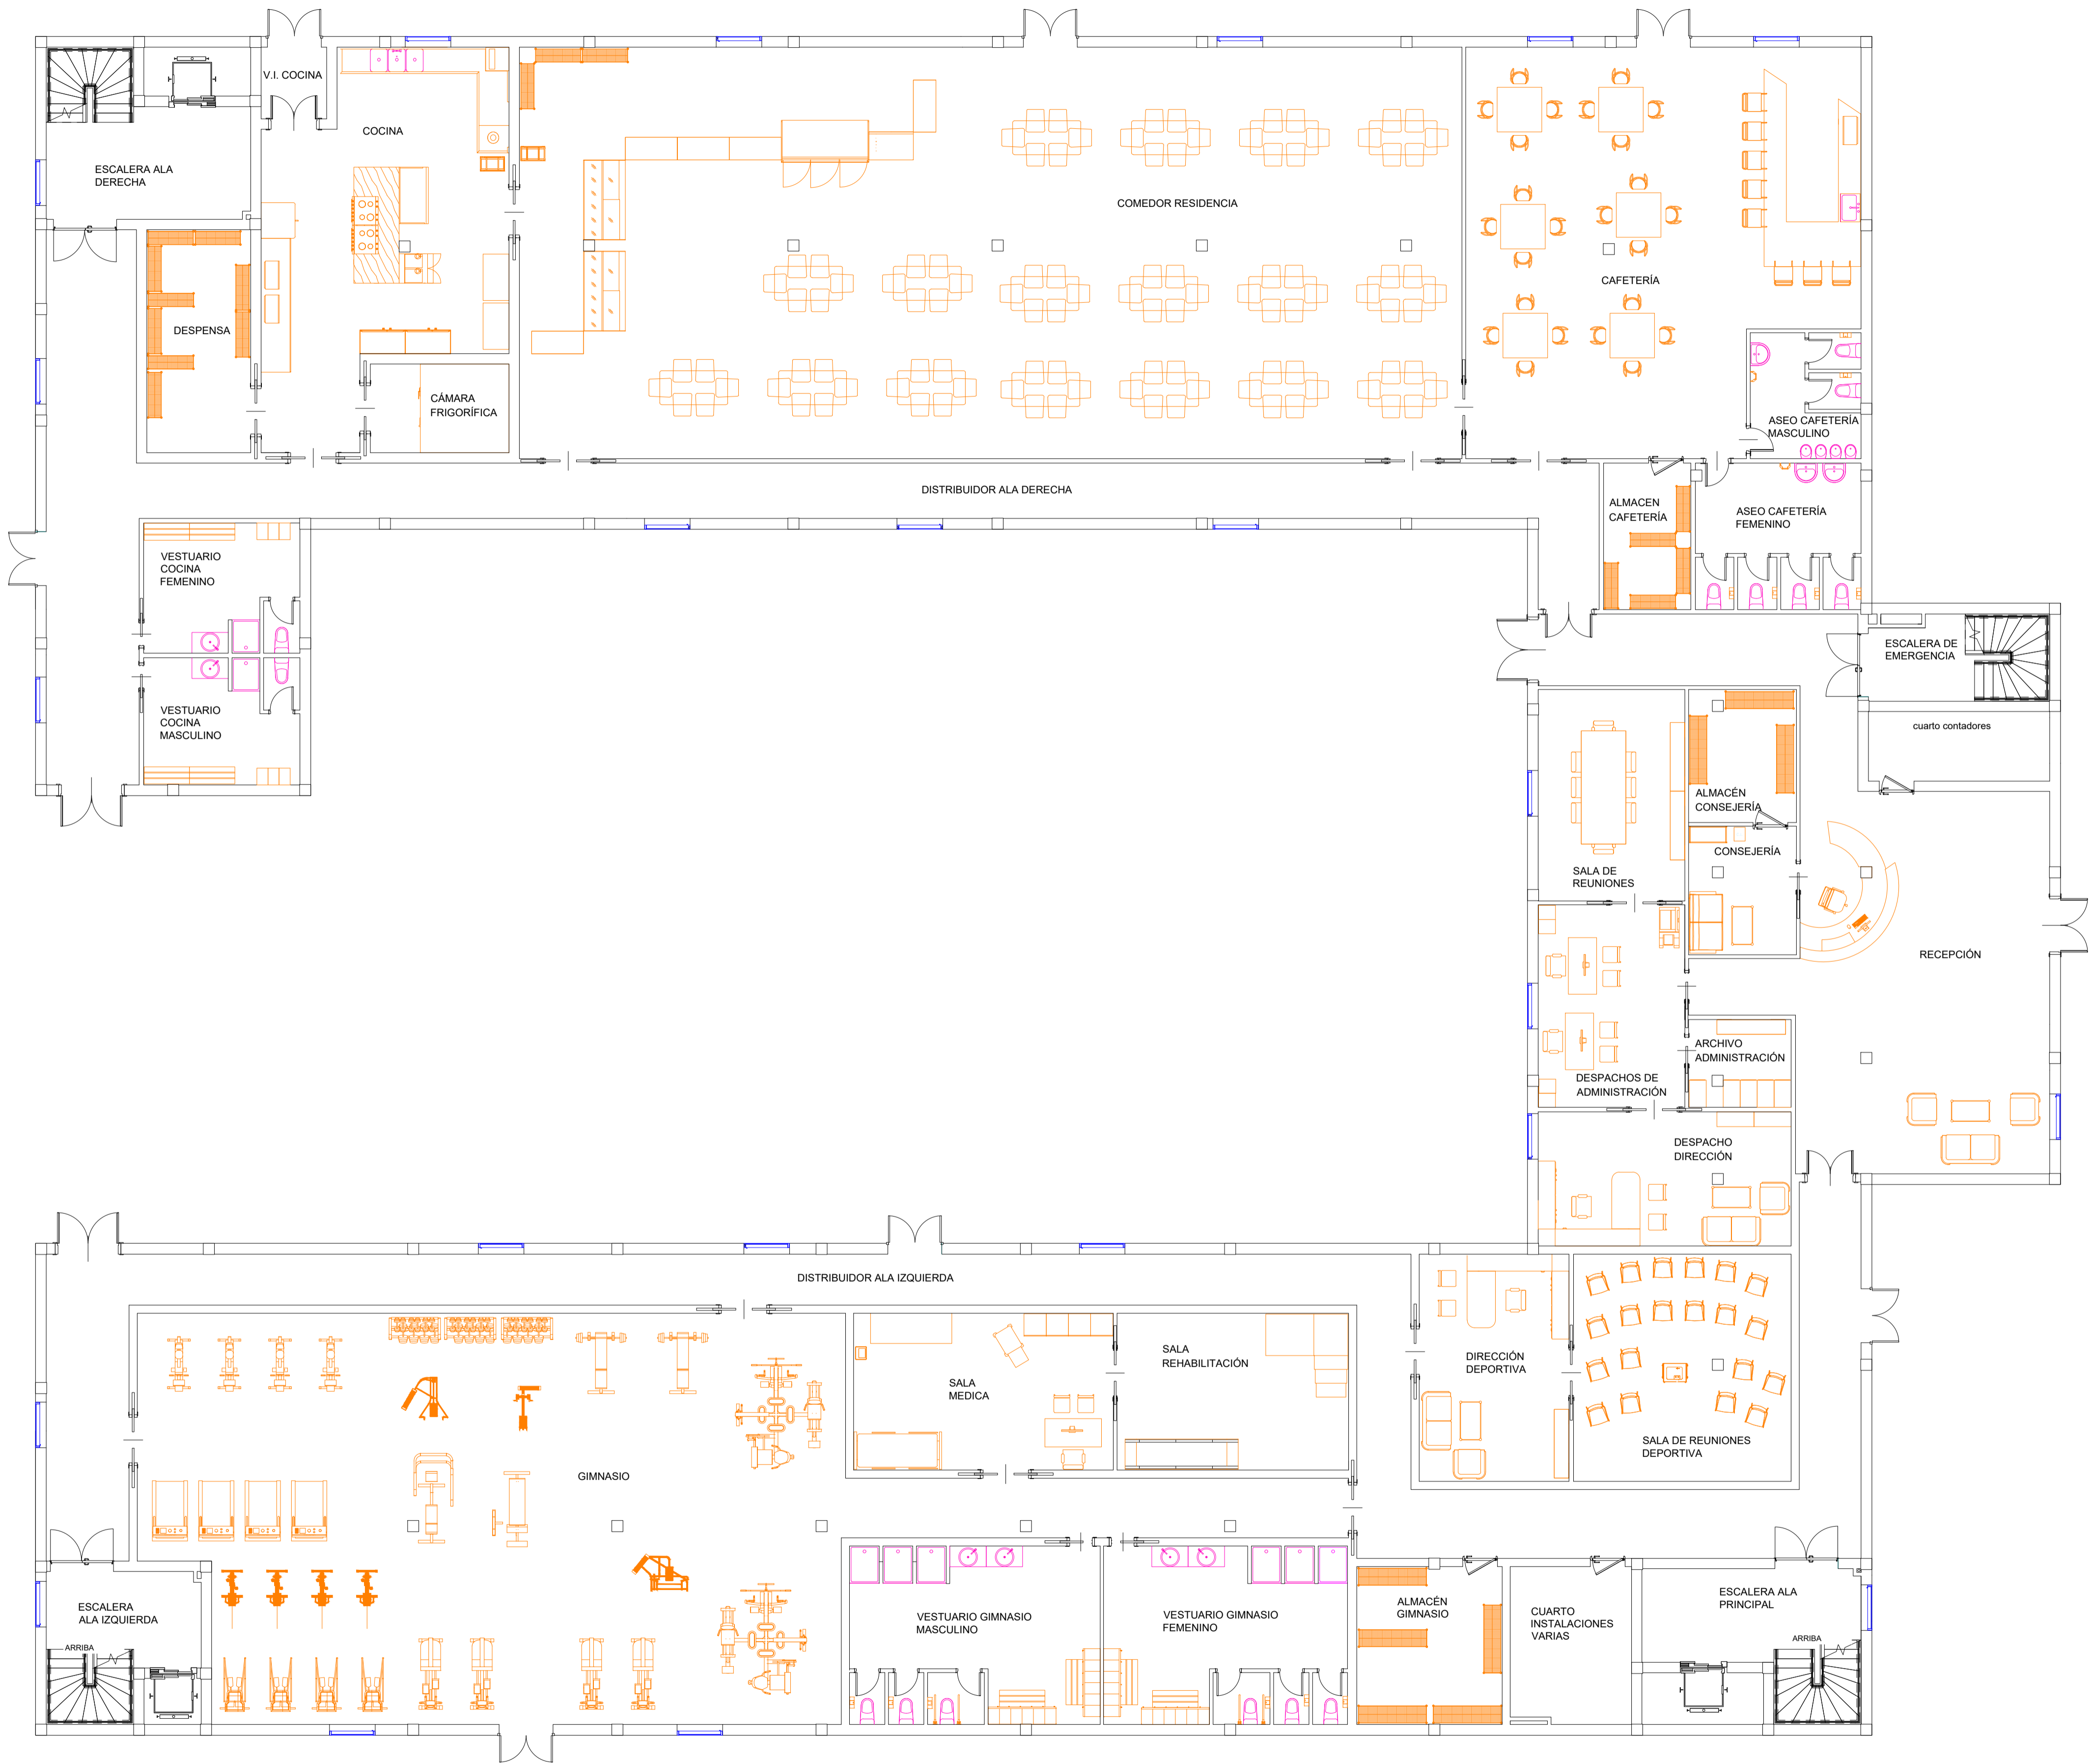 V.I. COCINA
COCINA
ESCALERA ALA
DERECHA
COMEDOR RESIDENCIA
CAFETERÍA
DESPENSA
CÁMARA
FRIGORÍFICA
ASEO CAFETERÍA
MASCULINO
DISTRIBUIDOR ALA DERECHA
ALMACEN
CAFETERÍA
ASEO CAFETERÍA
FEMENINO
VESTUARIO
COCINA
FEMENINO
ESCALERA DE
EMERGENCIA
VESTUARIO
COCINA
MASCULINO
cuarto contadores
ALMACÉN
CONSEJERÍA
CONSEJERÍA
SALA DE
REUNIONES
RECEPCIÓN
ARCHIVO
ADMINISTRACIÓN
DESPACHOS DE
ADMINISTRACIÓN
DESPACHO
DIRECCIÓN
DISTRIBUIDOR ALA IZQUIERDA
SALA
REHABILITACIÓN
DIRECCIÓN
DEPORTIVA
SALA
MEDICA
SALA DE REUNIONES
DEPORTIVA
GIMNASIO
ESCALERA
ALA IZQUIERDA
ARRIBA
VESTUARIO GIMNASIO
MASCULINO
VESTUARIO GIMNASIO
FEMENINO
ALMACÉN
GIMNASIO
CUARTO
INSTALACIONES
VARIAS
ESCALERA ALA
PRINCIPAL
ARRIBA